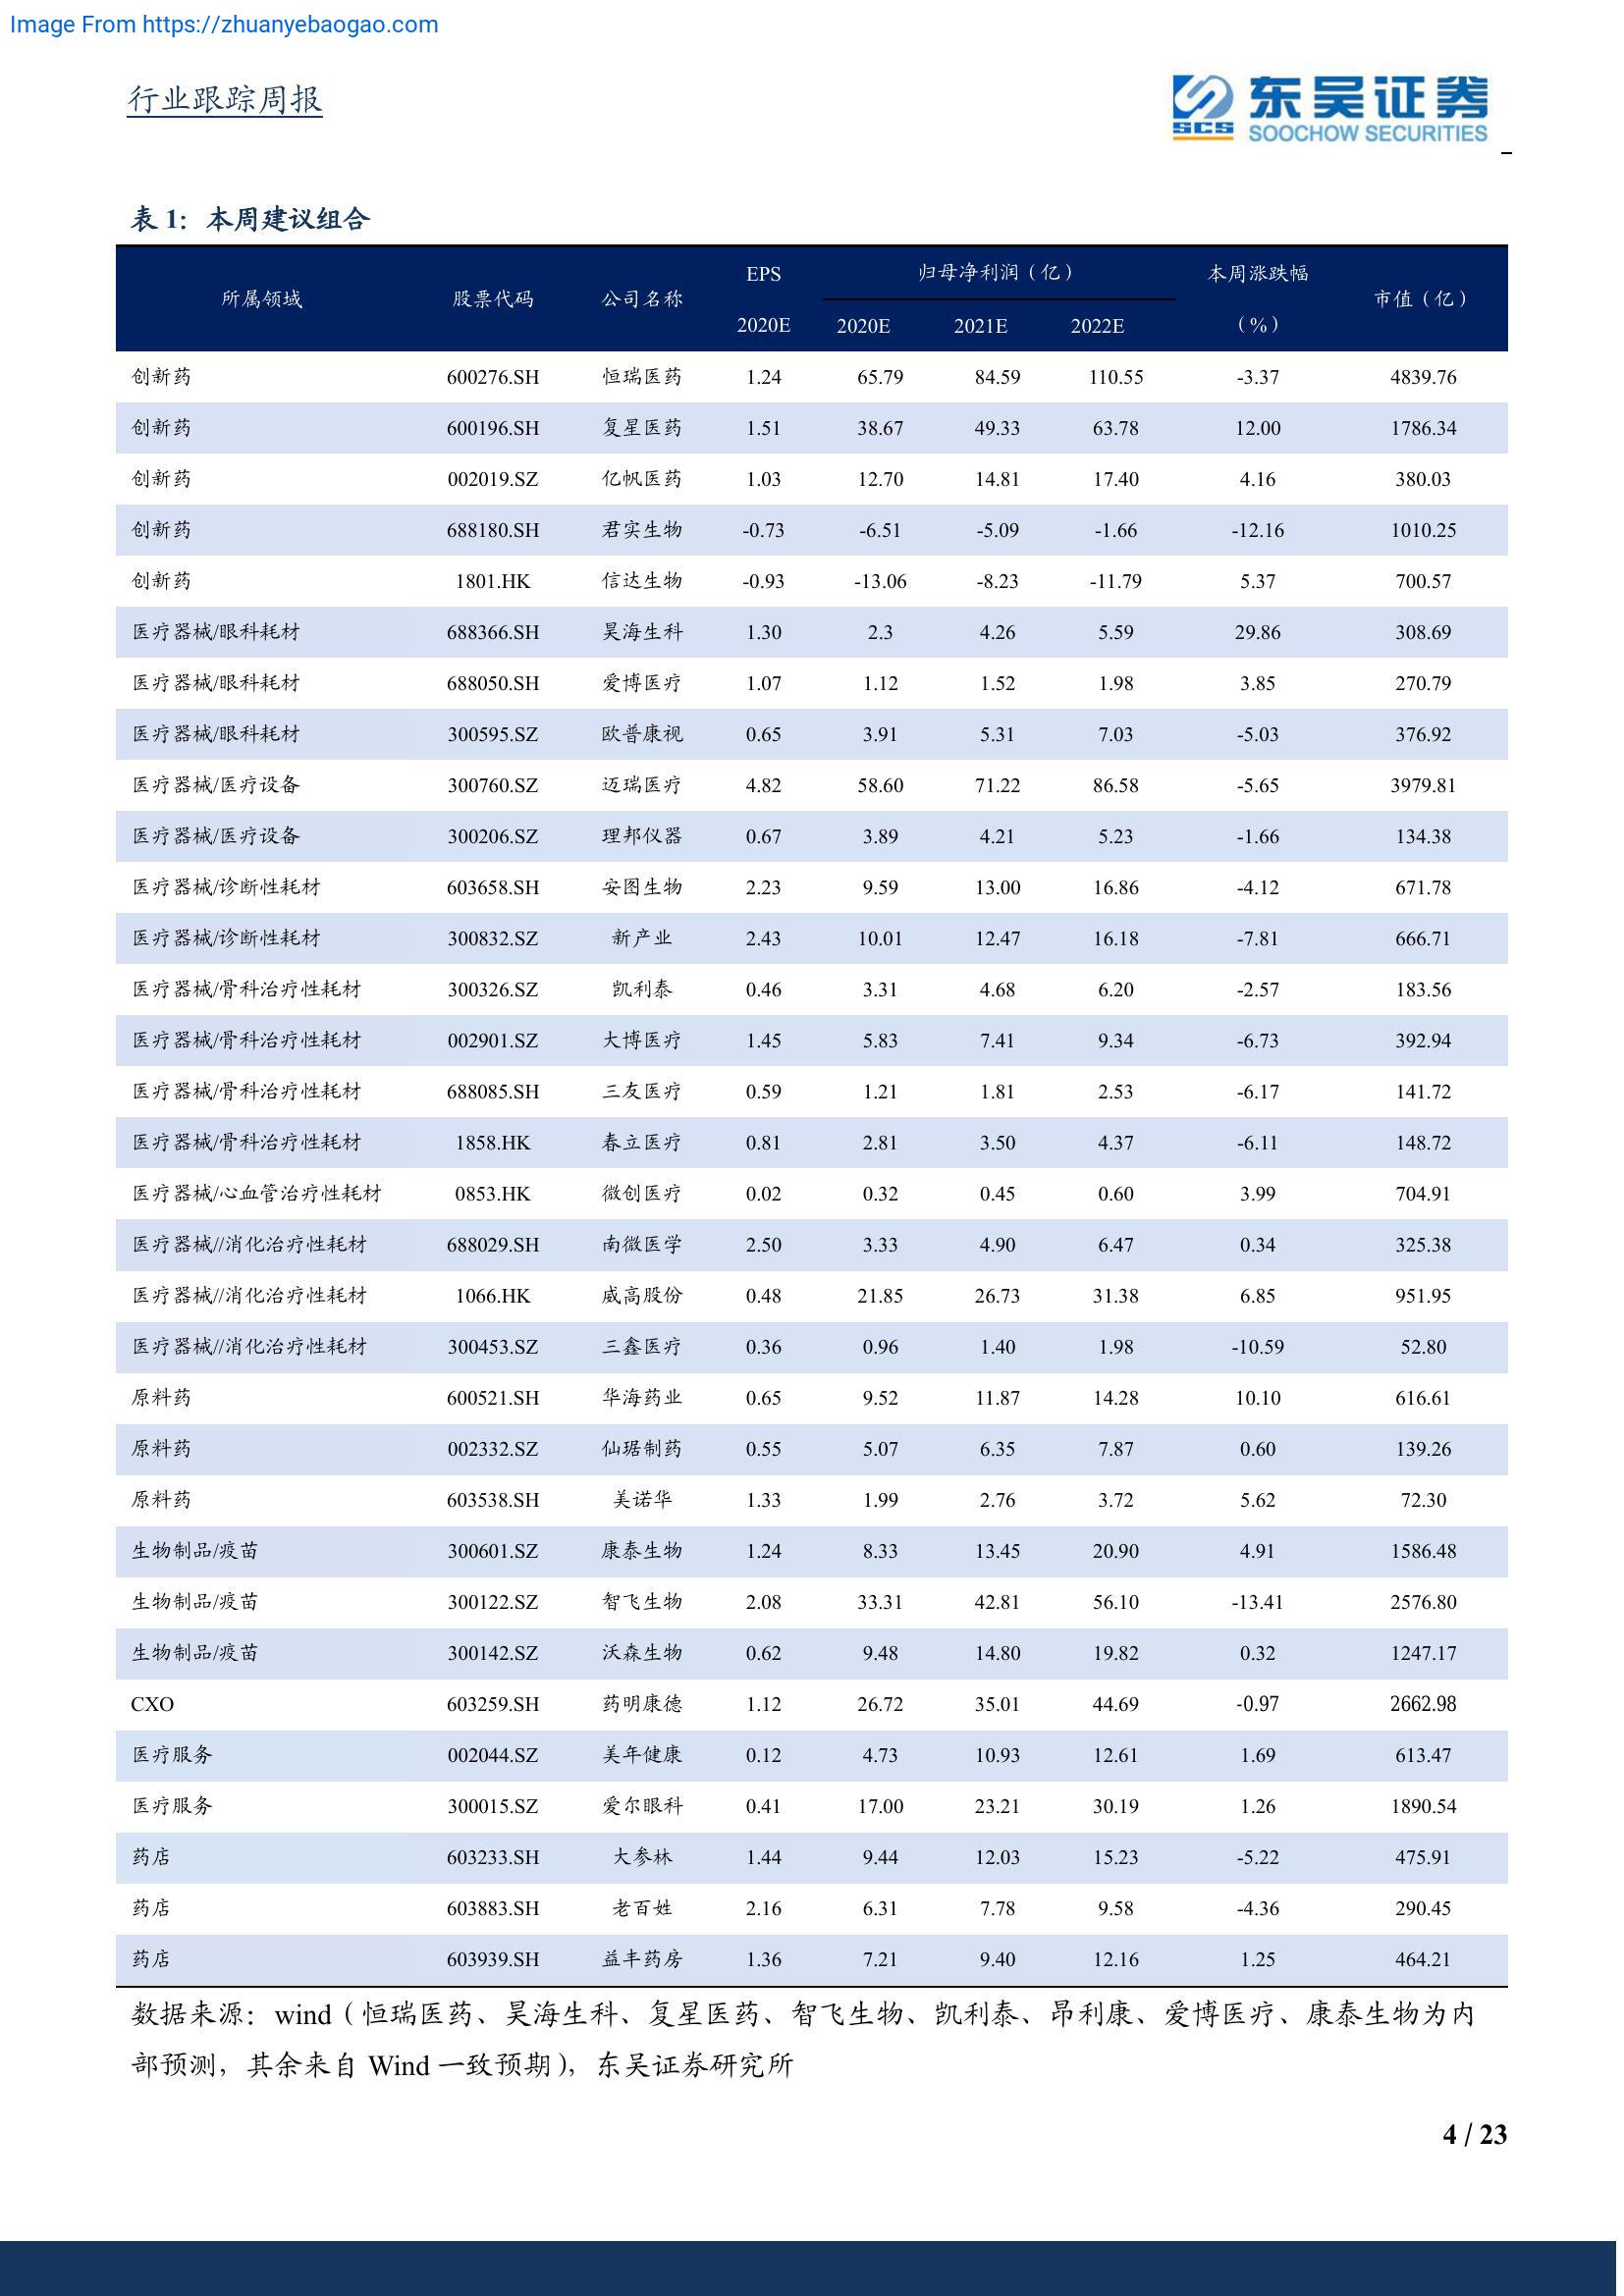 Image From https://zhuanyebaogao.com
行业跟踪周报
SCS 东吴证券
SOOCHOW SECURITIES
表 1：本周建议组合
所属领域 股票代码 公司名称 EPS 归母净利润（亿） 本周涨跌幅 市值（亿）
2020E 2020E 2021E 2022E （%）
创新药 600276.SH 恒瑞医药 1.24 65.79 84.59 110.55 -3.37 4839.76
创新药 600196.SH 复星医药 1.51 38.67 49.33 63.78 12.00 1786.34
创新药 002019.SZ 亿帆医药 1.03 12.70 14.81 17.40 4.16 380.03
创新药 688180.SH 君实生物 -0.73 -6.51 -5.09 -1.66 -12.16 1010.25
创新药 1801.HK 信达生物 -0.93 -13.06 -8.23 -11.79 5.37 700.57
医疗器械/眼科耗材 688366.SH 昊海生科 1.30 2.3 4.26 5.59 29.86 308.69
医疗器械/眼科耗材 688050.SH 爱博医疗 1.07 1.12 1.52 1.98 3.85 270.79
医疗器械/眼科耗材 300595.SZ 欧普康视 0.65 3.91 5.31 7.03 -5.03 376.92
医疗器械/医疗设备 300760.SZ 迈瑞医疗 4.82 58.60 71.22 86.58 -5.65 3979.81
医疗器械/医疗设备 300206.SZ 理邦仪器 0.67 3.89 4.21 5.23 -1.66 134.38
医疗器械/诊断性耗材 603658.SH 安图生物 2.23 9.59 13.00 16.86 -4.12 671.78
医疗器械/诊断性耗材 300832.SZ 新产业 2.43 10.01 12.47 16.18 -7.81 666.71
医疗器械/骨科治疗性耗材 300326.SZ 凯利泰 0.46 3.31 4.68 6.20 -2.57 183.56
医疗器械/骨科治疗性耗材 002901.SZ 大博医疗 1.45 5.83 7.41 9.34 -6.73 392.94
医疗器械/骨科治疗性耗材 688085.SH 三友医疗 0.59 1.21 1.81 2.53 -6.17 141.72
医疗器械/骨科治疗性耗材 1858.HK 春立医疗 0.81 2.81 3.50 4.37 -6.11 148.72
医疗器械/心血管治疗性耗材 0853.HK 微创医疗 0.02 0.32 0.45 0.60 3.99 704.91
医疗器械//消化治疗性耗材 688029.SH 南微医学 2.50 3.33 4.90 6.47 0.34 325.38
医疗器械//消化治疗性耗材 1066.HK 威高股份 0.48 21.85 26.73 31.38 6.85 951.95
医疗器械//消化治疗性耗材 300453.SZ 三鑫医疗 0.36 0.96 1.40 1.98 -10.59 52.80
原料药 600521.SH 华海药业 0.65 9.52 11.87 14.28 10.10 616.61
原料药 002332.SZ 仙琚制药 0.55 5.07 6.35 7.87 0.60 139.26
原料药 603538.SH 美诺华 1.33 1.99 2.76 3.72 5.62 72.30
生物制品/疫苗 300601.SZ 康泰生物 1.24 8.33 13.45 20.90 4.91 1586.48
生物制品/疫苗 300122.SZ 智飞生物 2.08 33.31 42.81 56.10 -13.41 2576.80
生物制品/疫苗 300142.SZ 沃森生物 0.62 9.48 14.80 19.82 0.32 1247.17
CXO 603259.SH 药明康德 1.12 26.72 35.01 44.69 -0.97 2662.98
医疗服务 002044.SZ 美年健康 0.12 4.73 10.93 12.61 1.69 613.47
医疗服务 300015.SZ 爱尔眼科 0.41 17.00 23.21 30.19 1.26 1890.54
药店 603233.SH 大参林 1.44 9.44 12.03 15.23 -5.22 475.91
药店 603883.SH 老百姓 2.16 6.31 7.78 9.58 -4.36 290.45
药店 603939.SH 益丰药房 1.36 7.21 9.40 12.16 1.25 464.21
数据来源：wind（恒瑞医药、昊海生科、复星医药、智飞生物、凯利泰、昂利康、爱博医疗、康泰生物为内
部预测，其余来自 Wind 一致预期），东吴证券研究所
4 / 23